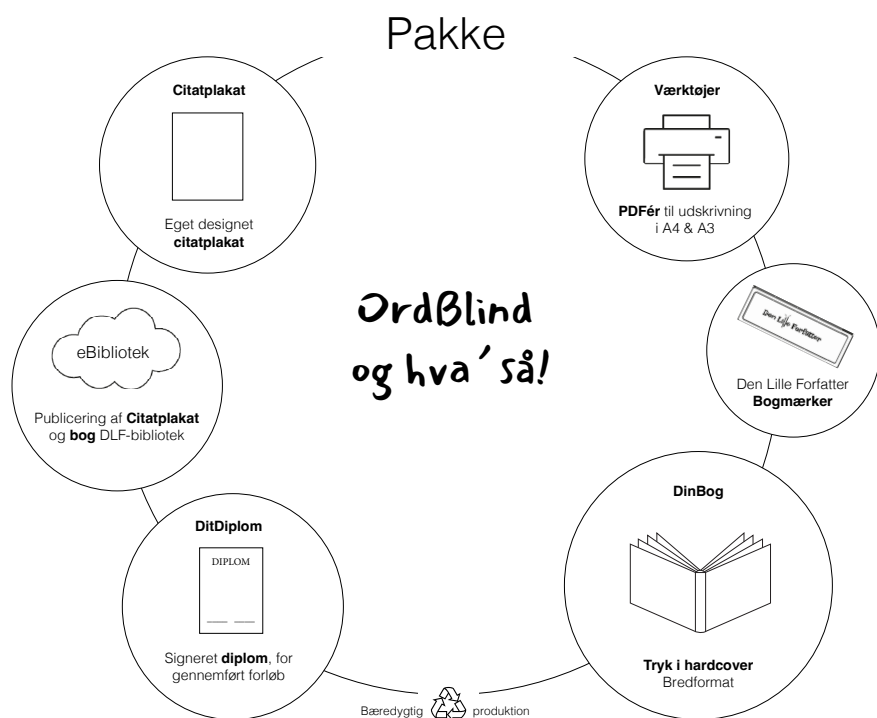 Pakke
Citatplakat
Eget designet
citatplakat
Værktøjer
PDFér til udskrivning
i A4 & A3
OrdBlind
og hva´ så!
eBibliotek
Publicering af Citatplakat
og bog DLF-bibliotek
Den Lille Forfatter
Den Lille Forfatter
Bogmærker
DitDiplom
DIPLOM
Signeret diplom, for
gennemført forløb
DinBog
Tryk i hardcover
Bredformat
Bæredygtig produktion